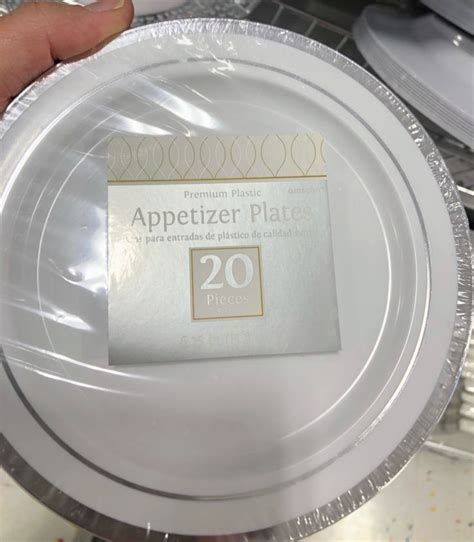 Premium Plastic
Appetizer Plates
para entradas de plástico de calidad
20
Pieces